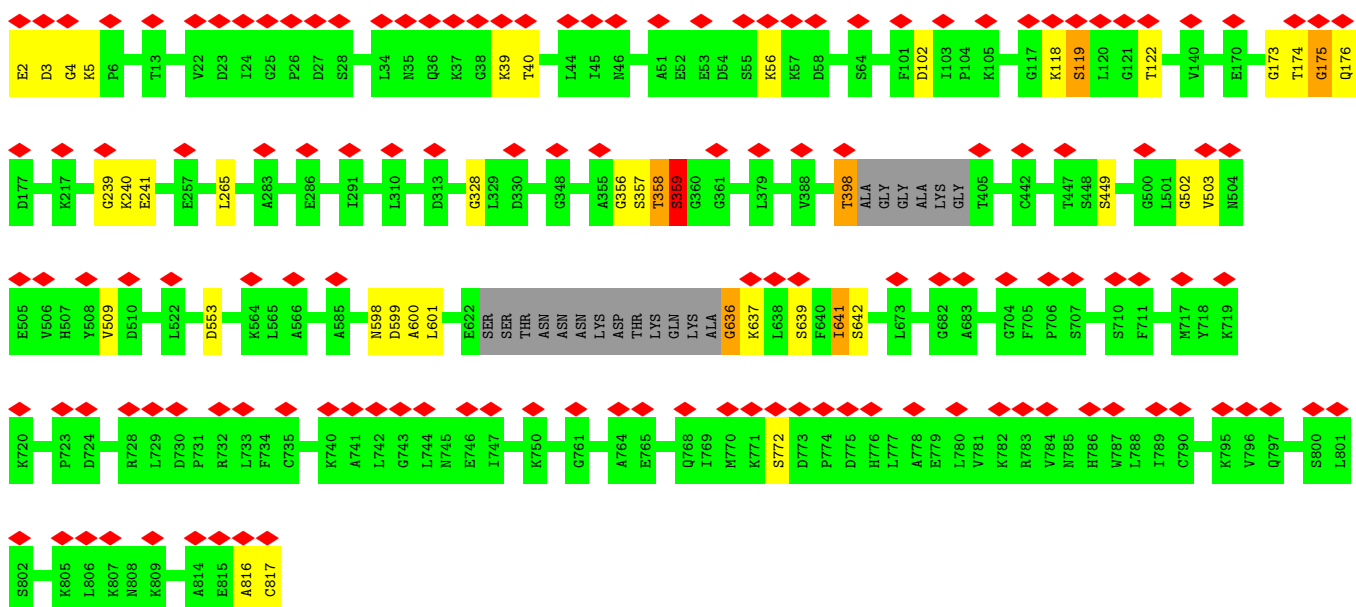 E2 D3 G4 K5 P6 T13 V22 D23 I24 G25 P26 D27 S28 L34 N35 Q36 K37 G38 K39 T40 L44 I45 N46 A51 E52 E53 D54 S55 K56 K57 D58 S64 F101 D102 I103 P104 K105 G117 K118 S119 L120 G121 T122 V140 E170 G173 T174 G175 Q176
D177 K217 G239 K240 E241 E257 L265 A283 E286 I291 L310 D313 G328 L329 D330 G348 A355 G356 S357 T358 S359 G360 G361 L379 V388 T398 ALA GLY GLY ALA LYS GLY T405 C442 T447 S448 S449 G500 L501 G502 V503 N504
E505 V506 H507 Y508 V509 D510 L522 D553 K564 L565 A566 A585 N598 D599 A600 L601 E622 SER SER THR ASN ASN ASN LYS ASP THR LYS GLN LYS ALA G636 K637 L638 S639 F640 I641 S642 L673 G682 A683 G704 F705 P706 S707 S710 F711 M717 Y718 K719
K720 P723 D724 R728 L729 D730 P731 R732 L733 F734 C735 K740 A741 L742 G743 L744 N745 E746 I747 K750 G761 A764 E765 Q768 I769 M770 K771 S772 D773 P774 D775 H776 L777 A778 E779 L780 V781 K782 R783 V784 N785 H786 W787 L788 I789 C790 K795 V796 Q797 S800 L801
S802 K805 L806 K807 N808 K809 A814 E815 A816 C817